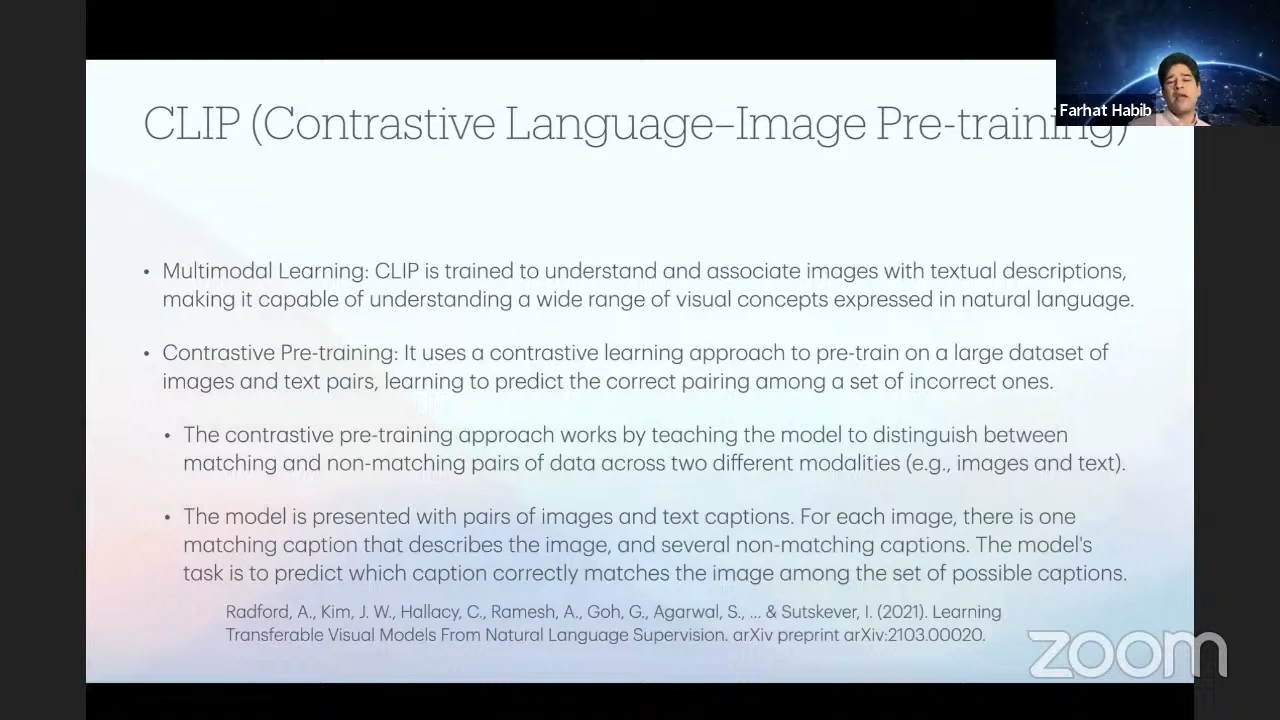 CLIP (Contrastive Language–Image Pre-training)
Farhat Habib
• Multimodal Learning: CLIP is trained to understand and associate images with textual descriptions,
making it capable of understanding a wide range of visual concepts expressed in natural language.
• Contrastive Pre-training: It uses a contrastive learning approach to pre-train on a large dataset of
images and text pairs, learning to predict the correct pairing among a set of incorrect ones.
• The contrastive pre-training approach works by teaching the model to distinguish between
matching and non-matching pairs of data across two different modalities (e.g., images and text).
• The model is presented with pairs of images and text captions. For each image, there is one
matching caption that describes the image, and several non-matching captions. The model's
task is to predict which caption correctly matches the image among the set of possible captions.
Radford, A., Kim, J. W., Hallacy, C., Ramesh, A., Goh, G., Agarwal, S., ... & Sutskever, I. (2021). Learning
Transferable Visual Models From Natural Language Supervision. arXiv preprint arXiv:2103.00020.
zoom